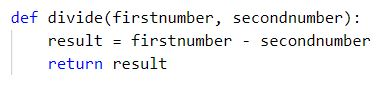 def divide(firstnumber, secondnumber):
    result = firstnumber - secondnumber
    return result